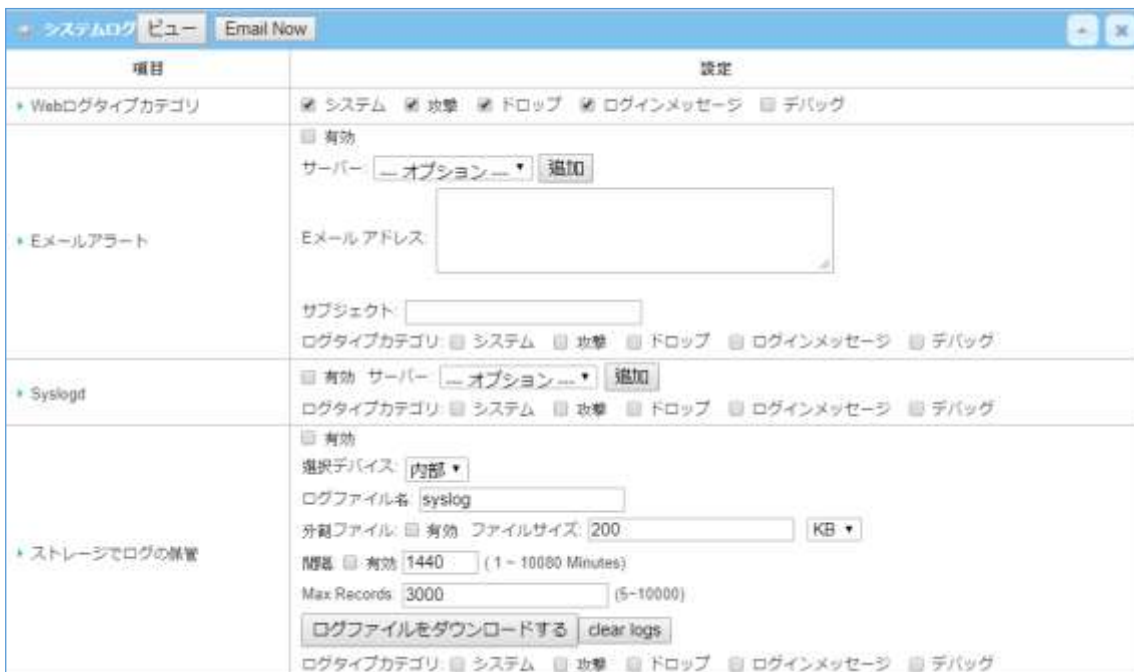 システムログ ビュー Email Now
項目 設定
Webログタイプカテゴリ システム 攻撃 ドロップ ログインメッセージ デバッグ
有効
サーバー: --- オプション --- 追加
Eメールアラート
Eメール アドレス:
サブジェクト:
ログタイプカテゴリ: システム 攻撃 ドロップ ログインメッセージ デバッグ
Syslogd
有効 サーバー: --- オプション --- 追加
ログタイプカテゴリ: システム 攻撃 ドロップ ログインメッセージ デバッグ
有効
選択デバイス: 内部
ログファイル名: syslog
分割ファイル: 有効 ファイルサイズ: 200 KB
ストレージでログの保管
間隔 有効 1440 ( 1 ~ 10080 Minutes)
Max Records: 3000 (5~10000)
ログファイルをダウンロードする clear logs
ログタイプカテゴリ: システム 攻撃 ドロップ ログインメッセージ デバッグ